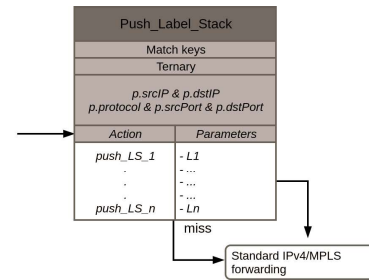 Push_Label_Stack
Match keys
Ternary
p.srcIP & p.dstIP
p.protocol & p.srcPort & p.dstPort
Action Parameters
push_LS_1 - L1
. - ...
. - ...
. - ...
push_LS_n - Ln
miss
Standard IPv4/MPLS
forwarding